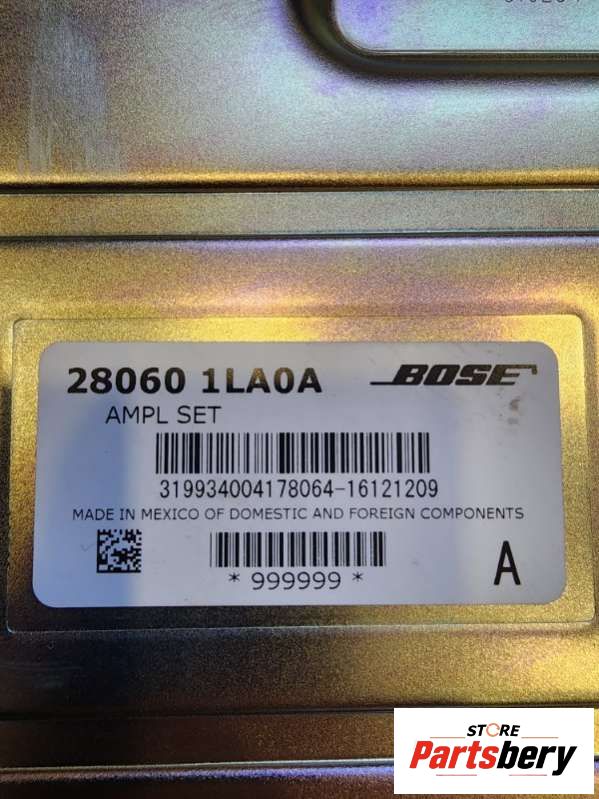 28060 1LA0A
BOSE
AMPL SET
319934004178064-16121209
MADE IN MEXICO OF DOMESTIC AND FOREIGN COMPONENTS
* 999999 *
A
STORE
Partsbery